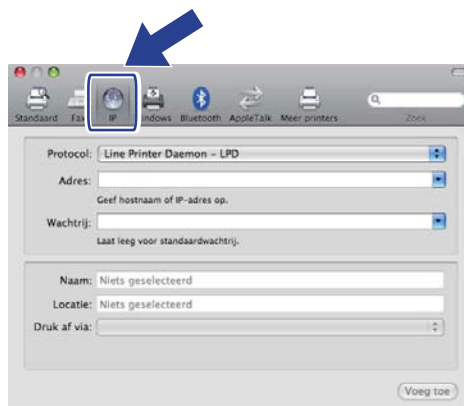 Standaard Fax IP Windows Bluetooth AppleTalk Meer printers Zoek
Protocol: Line Printer Daemon – LPD
Adres:
Geef hostnaam of IP-adres op.
Wachtrij:
Laat leeg voor standaardwachtrij.
Naam: Niets geselecteerd
Locatie: Niets geselecteerd
Druk af via:
Voeg toe